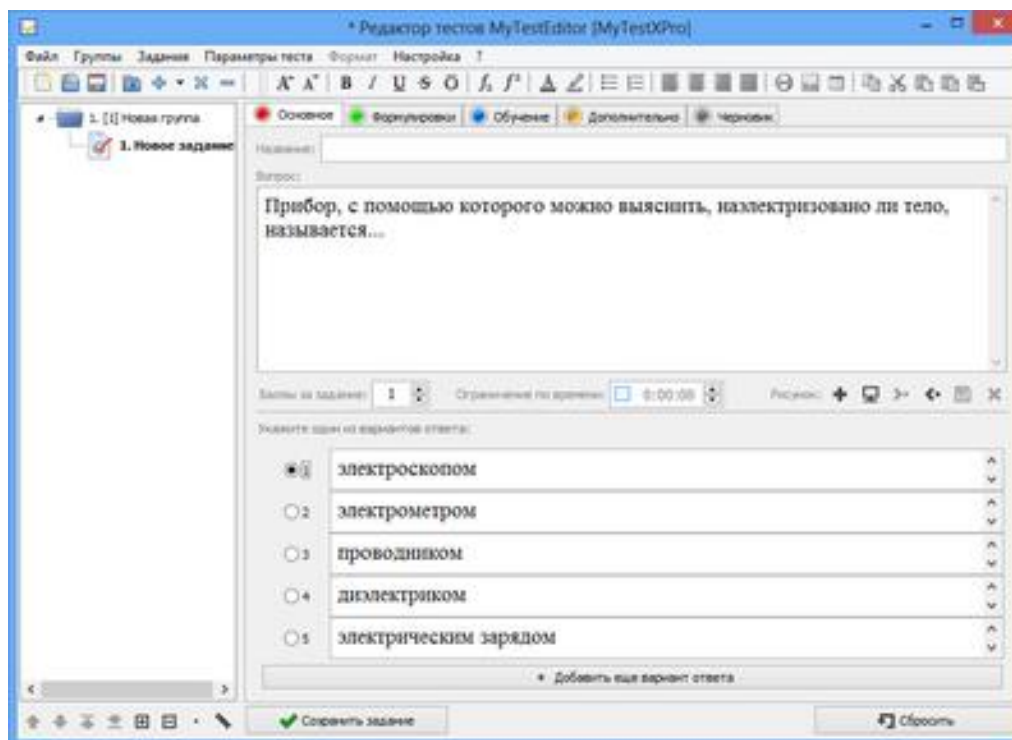 * Редактор тестов MyTestEditor [MyTestXPro]
Файл Группы Задания Параметры теста Формат Настройка ?
1. [1] Новая группа
1. Новое задание
Основное Формулировки Обучение Дополнительно Черновик
Название:
Вопрос:
Прибор, с помощью которого можно выяснить, наэлектризовано ли тело,
называется...
Баллы за задание: 1 Ограничение по времени: 0:00:00 Рисунок:
Укажите один из вариантов ответа:
1 электроскопом
2 электрометром
3 проводником
4 диэлектриком
5 электрическим зарядом
+ Добавить еще вариант ответа
Сохранить задание Сбросить